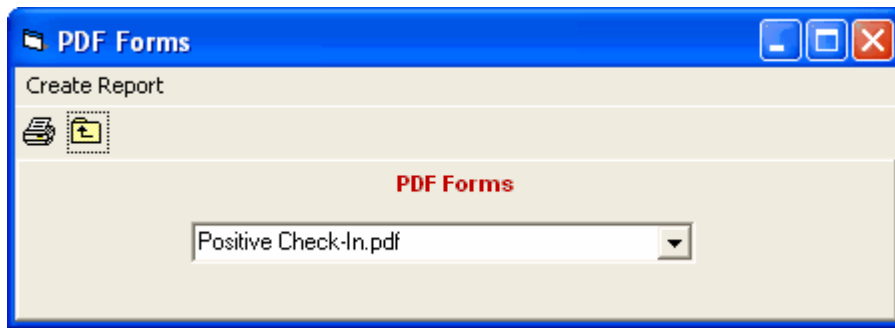 PDF Forms
Create Report
PDF Forms
Positive Check-In.pdf